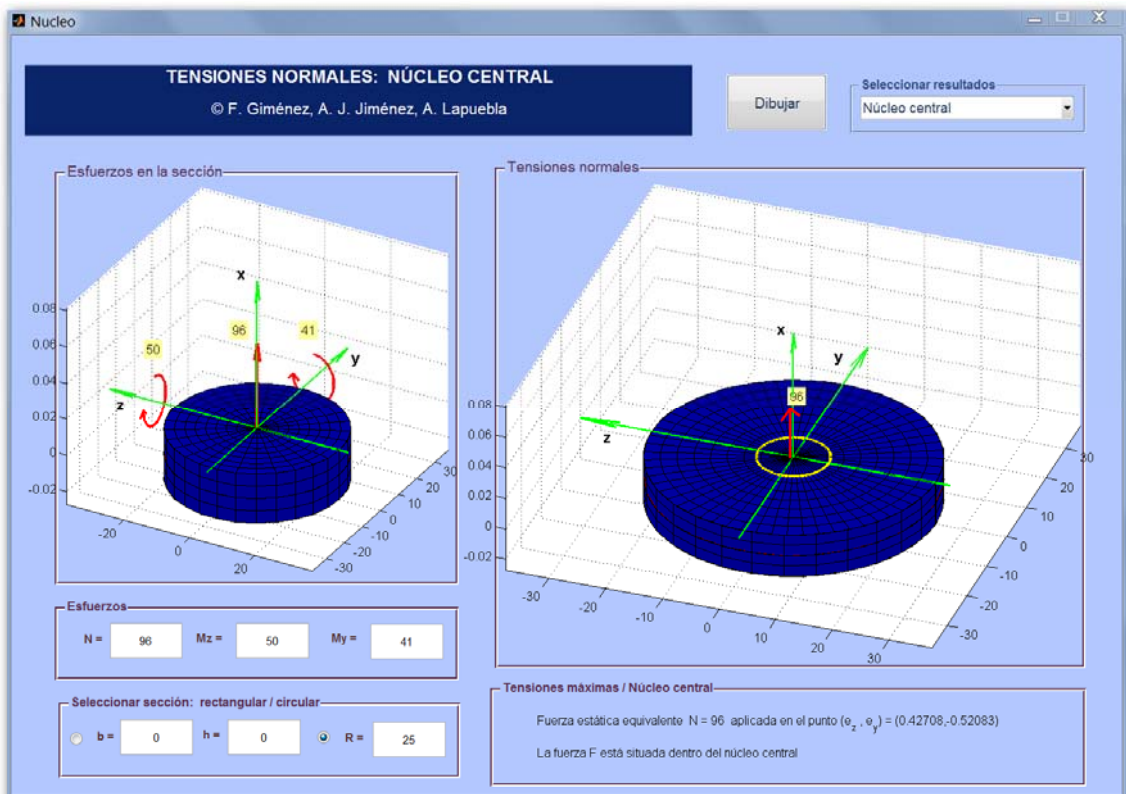 Nucleo
TENSIONES NORMALES: NÚCLEO CENTRAL
© F. Giménez, A. J. Jiménez, A. Lapuebla
Dibujar
Seleccionar resultados
Núcleo central
Esfuerzos en la sección
x
96
41
50
y
z
0.08
0.06
0.04
0.02
0
-0.02
-20
0
20
-30
-20
-10
0
10
20
30
Tensiones normales
x
y
96
z
0.08
0.06
0.04
0.02
0
-0.02
-30
-20
-10
0
10
20
30
-30
-20
-10
0
10
30
Esfuerzos
N = 96 Mz = 50 My = 41
Seleccionar sección: rectangular / circular
b = 0 h = 0 R = 25
Tensiones máximas / Núcleo central
Fuerza estática equivalente N = 96 aplicada en el punto (e_z , e_y) = (0.42708,-0.52083)
La fuerza F está situada dentro del núcleo central